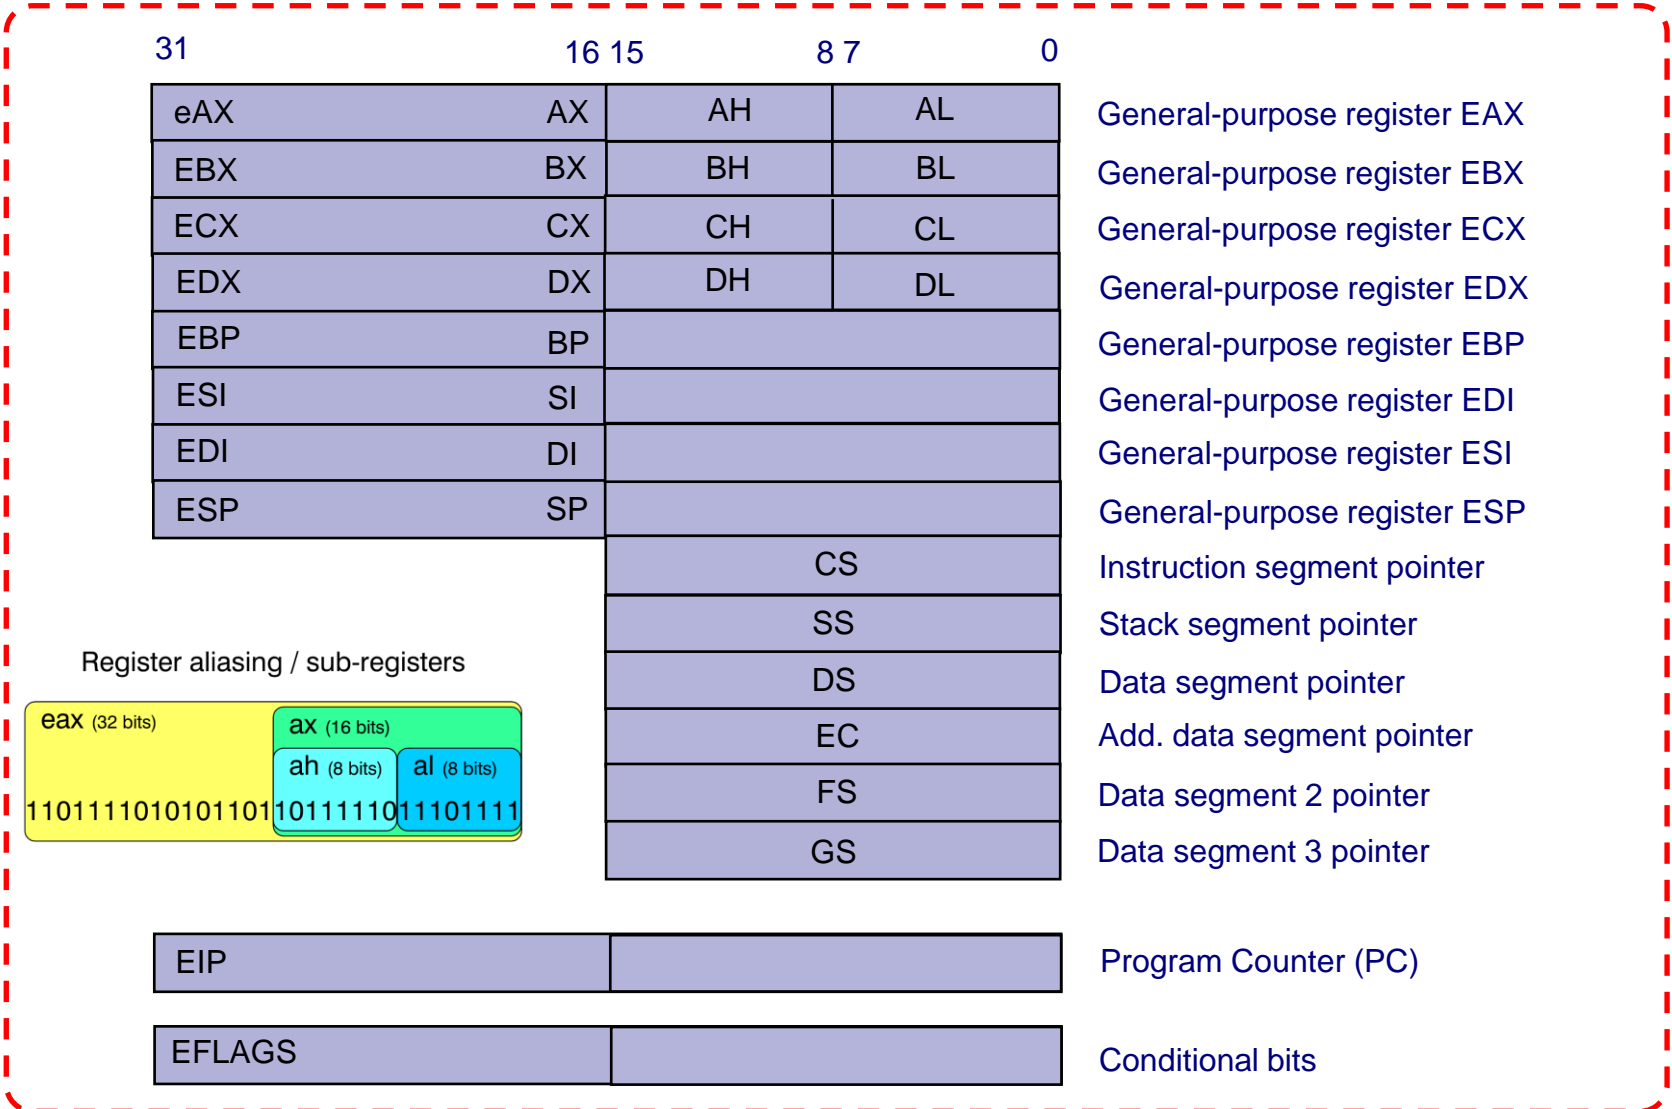 31 16 15 8 7 0
eAX AX AH AL General-purpose register EAX
EBX BX BH BL General-purpose register EBX
ECX CX CH CL General-purpose register ECX
EDX DX DH DL General-purpose register EDX
EBP BP General-purpose register EBP
ESI SI General-purpose register EDI
EDI DI General-purpose register ESI
ESP SP General-purpose register ESP
CS Instruction segment pointer
SS Stack segment pointer
DS Data segment pointer
EC Add. data segment pointer
FS Data segment 2 pointer
GS Data segment 3 pointer
Register aliasing / sub-registers
eax (32 bits) ax (16 bits)
ah (8 bits) al (8 bits)
11011110101011011011111011101111
EIP Program Counter (PC)
EFLAGS Conditional bits